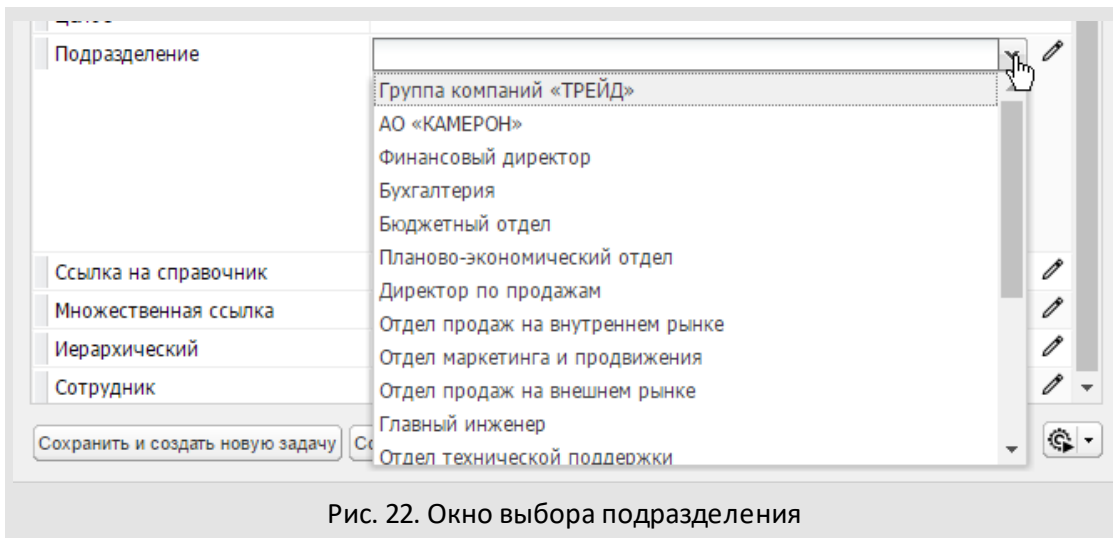 Подразделение
Группа компаний «ТРЕЙД»
АО «КАМЕРОН»
Финансовый директор
Бухгалтерия
Бюджетный отдел
Планово-экономический отдел
Директор по продажам
Отдел продаж на внутреннем рынке
Отдел маркетинга и продвижения
Отдел продаж на внешнем рынке
Главный инженер
Отдел технической поддержки
Ссылка на справочник
Множественная ссылка
Иерархический
Сотрудник
Сохранить и создать новую задачу
Рис. 22. Окно выбора подразделения